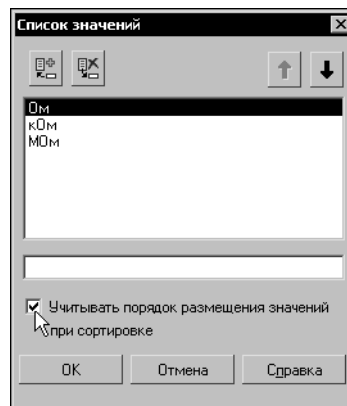 Список значений
Ом
кОм
МОм
Учитывать порядок размещения значений
при сортировке
ОК
Отмена
Справка